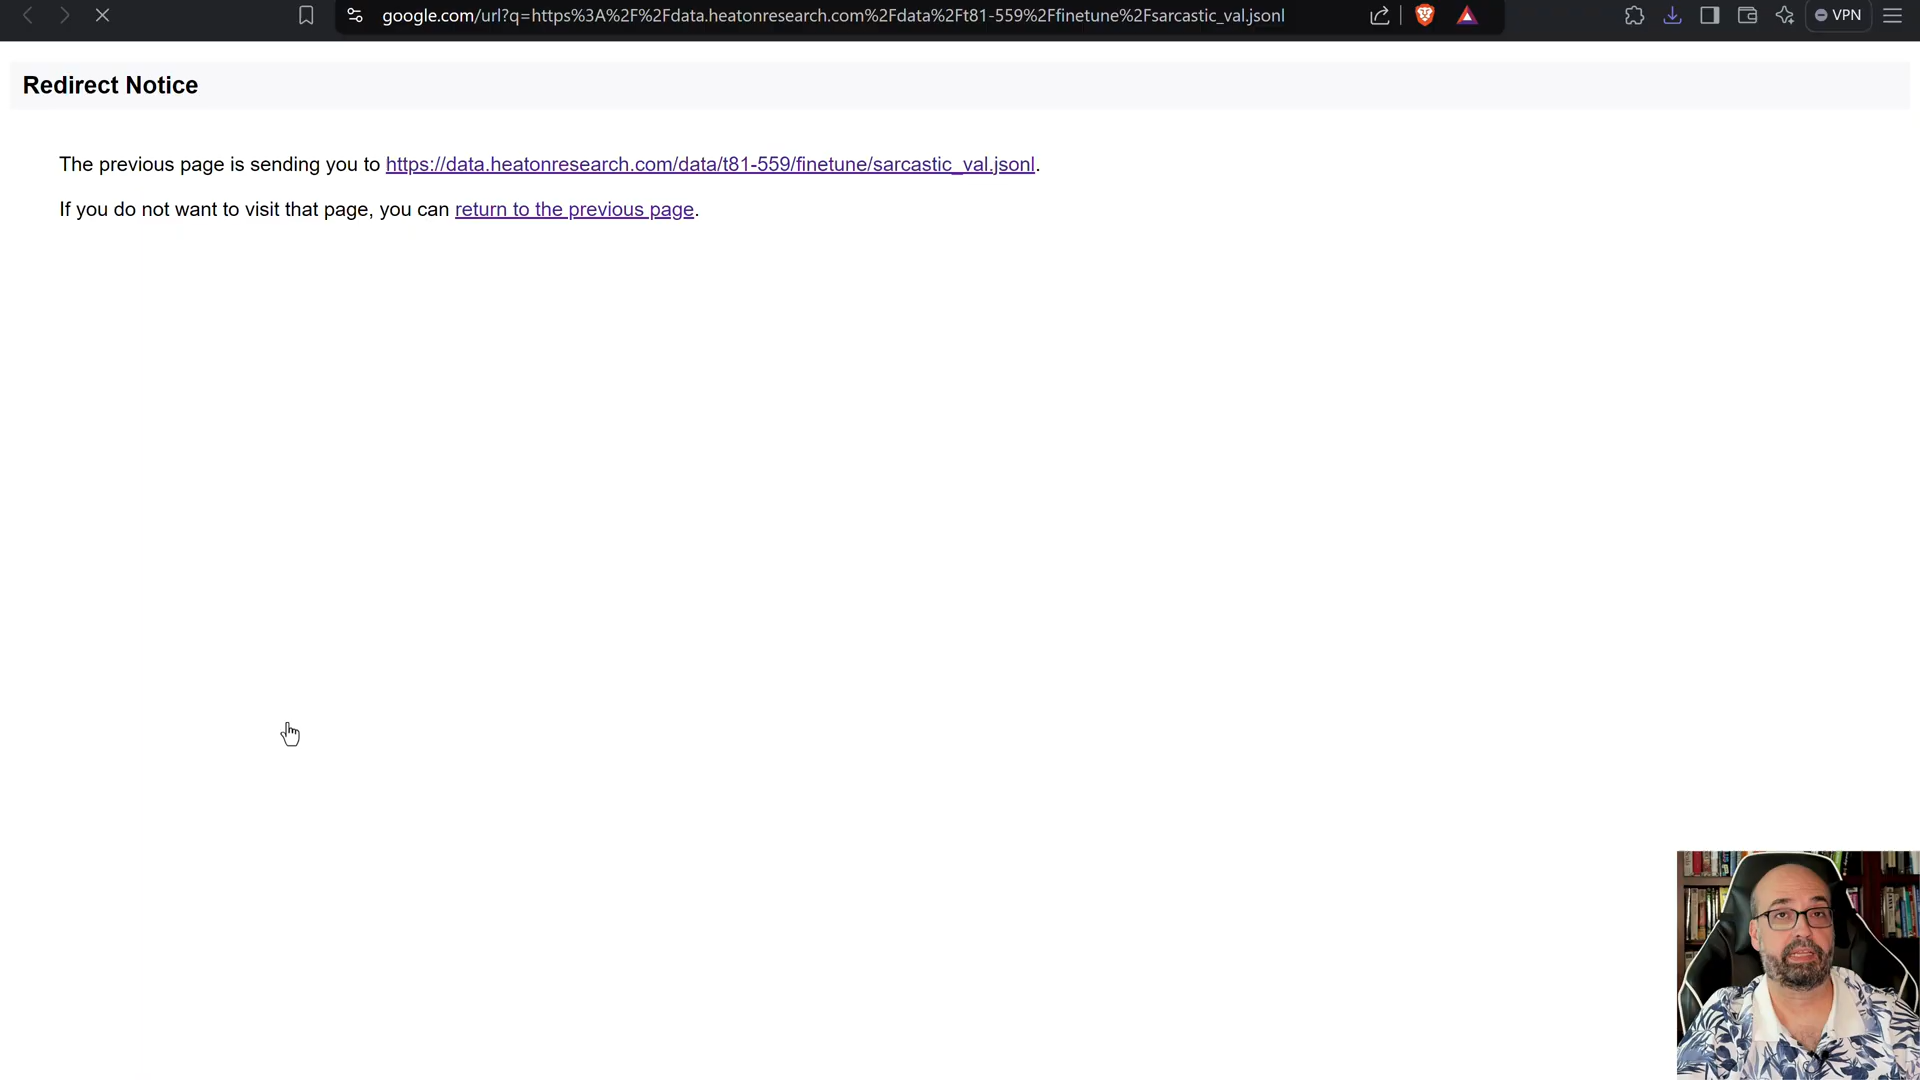 google.com/url?q=https%3A%2F%2Fdata.heatonresearch.com%2Fdata%2Ft81-559%2Ffinetune%2Fsarcastic_val.jsonl
VPN
Redirect Notice
The previous page is sending you to https://data.heatonresearch.com/data/t81-559/finetune/sarcastic_val.jsonl.
If you do not want to visit that page, you can return to the previous page.